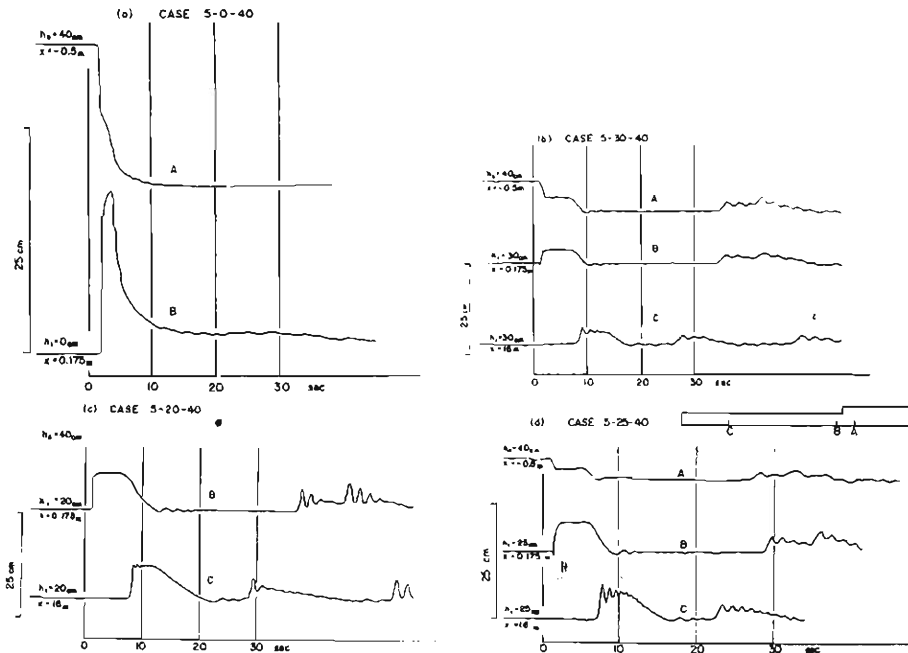 (a) CASE 5-0-40
h₀=40cm
x=-0.5m
A
25 cm
B
h₁=0cm
x=0.175m
0 10 20 30 sec
(b) CASE 5-30-40
h₀=40cm
x=-0.5m
A
h₁=30cm
x=0.175m
B
25 cm
C
h₁=30cm
x=16m
0 10 20 30 sec
(c) CASE 5-20-40
h₀=40cm
h₁=20cm
x=0.175m
B
25 cm
C
h₁=20cm
x=16m
0 10 20 30 sec
(d) CASE 5-25-40
C B A
h₀=40cm
x=-0.5m
A
h₁=25cm
x=0.175m
B
25 cm
h₁=25cm
x=16m
C
0 10 20 30 sec